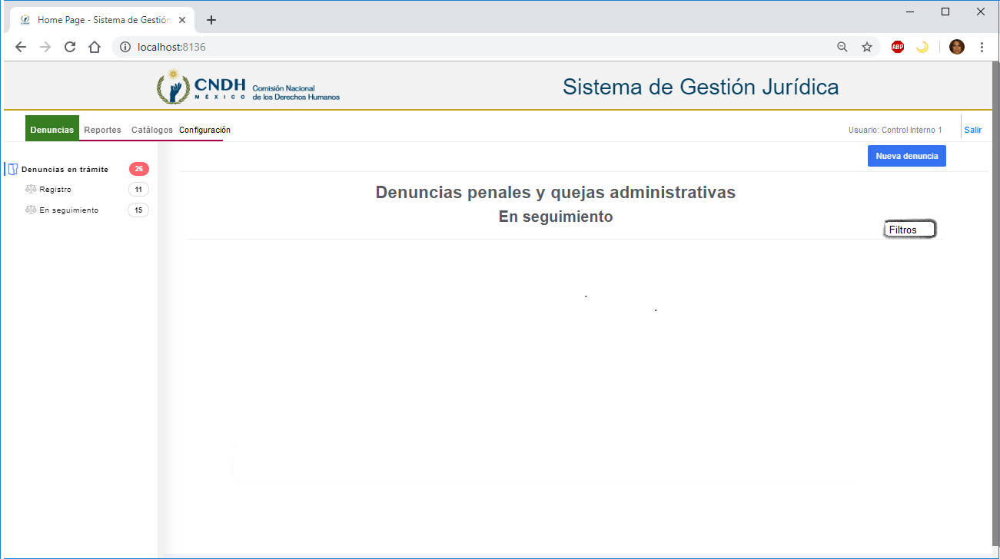 Home Page - Sistema de Gestión
localhost:8136
ABP
CNDH
MÉXICO
Comisión Nacional
de los Derechos Humanos
Sistema de Gestión Jurídica
Denuncias Reportes Catálogos Configuración
Usuario: Control Interno 1 Salir
Nueva denuncia
Denuncias en trámite 26
Registro 11
En seguimiento 15
Denuncias penales y quejas administrativas
En seguimiento
Filtros